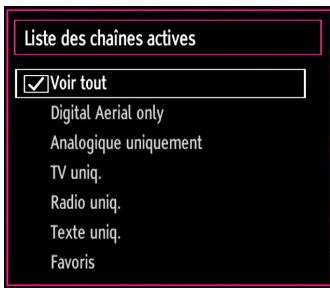 Liste des chaînes actives
Voir tout
Digital Aerial only
Analogique uniquement
TV uniq.
Radio uniq.
Texte uniq.
Favoris